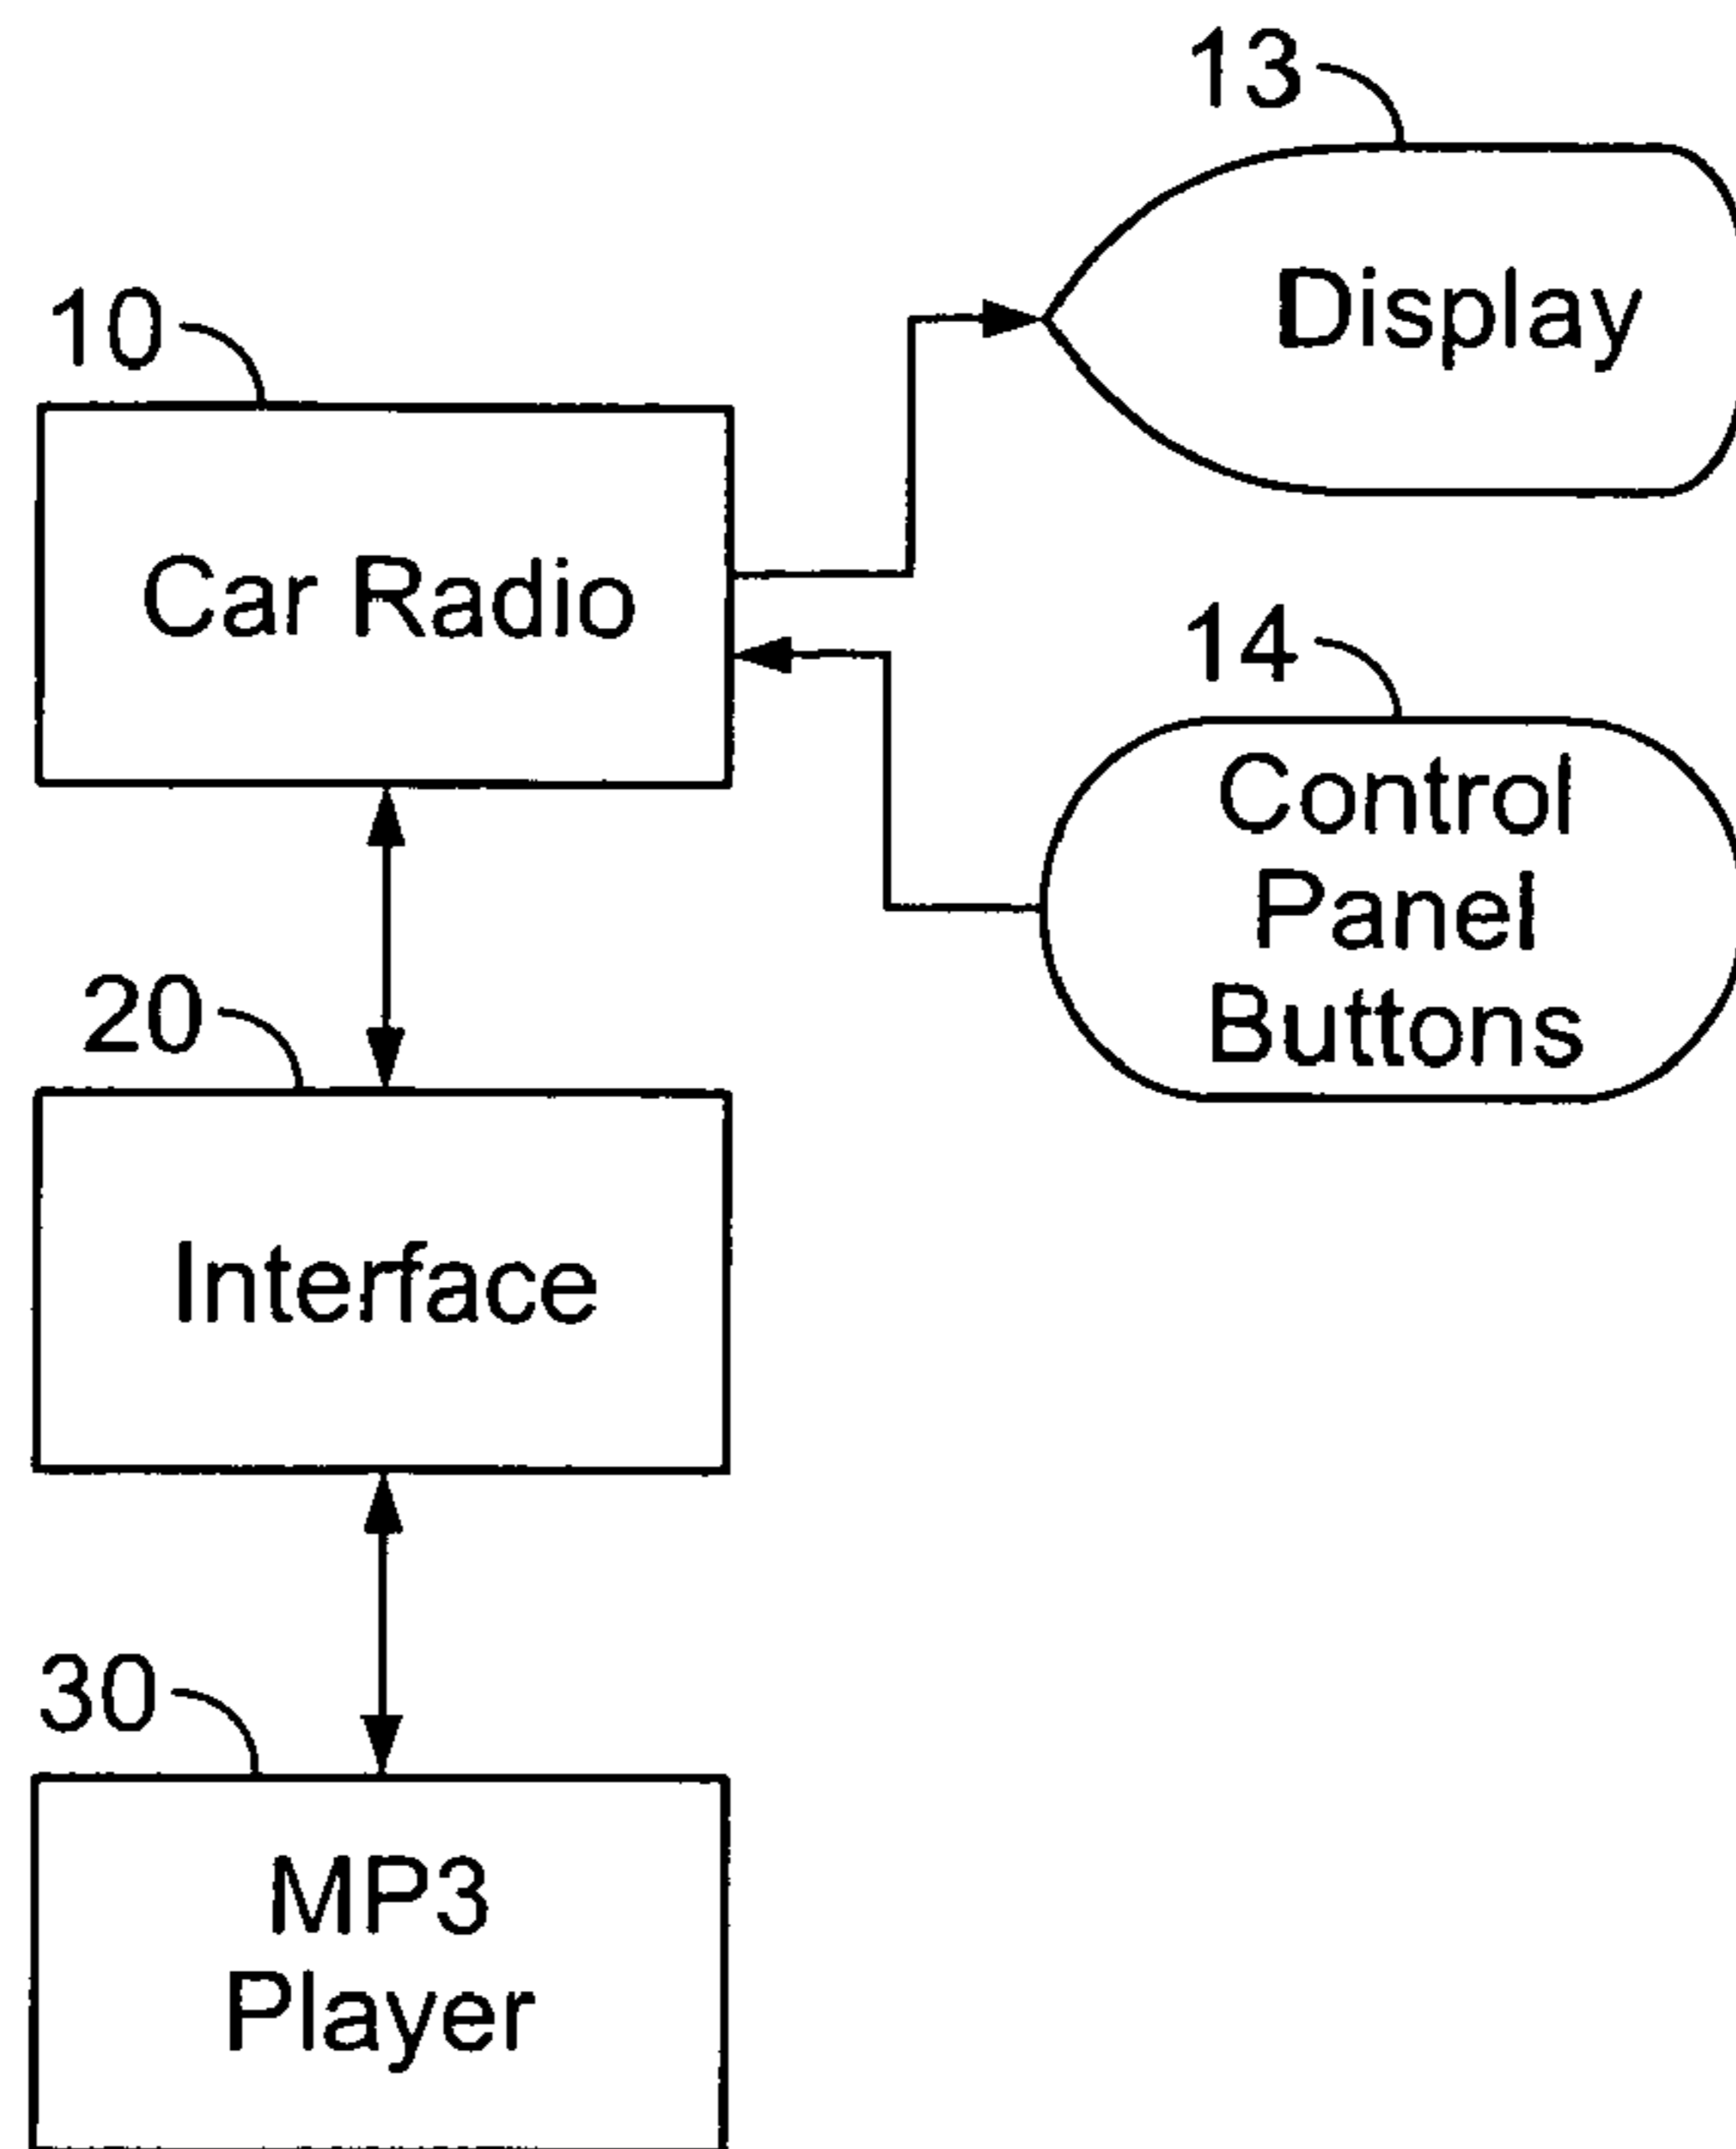 13
Display
10
Car Radio
14
Control
Panel
Buttons
20
Interface
30
MP3
Player